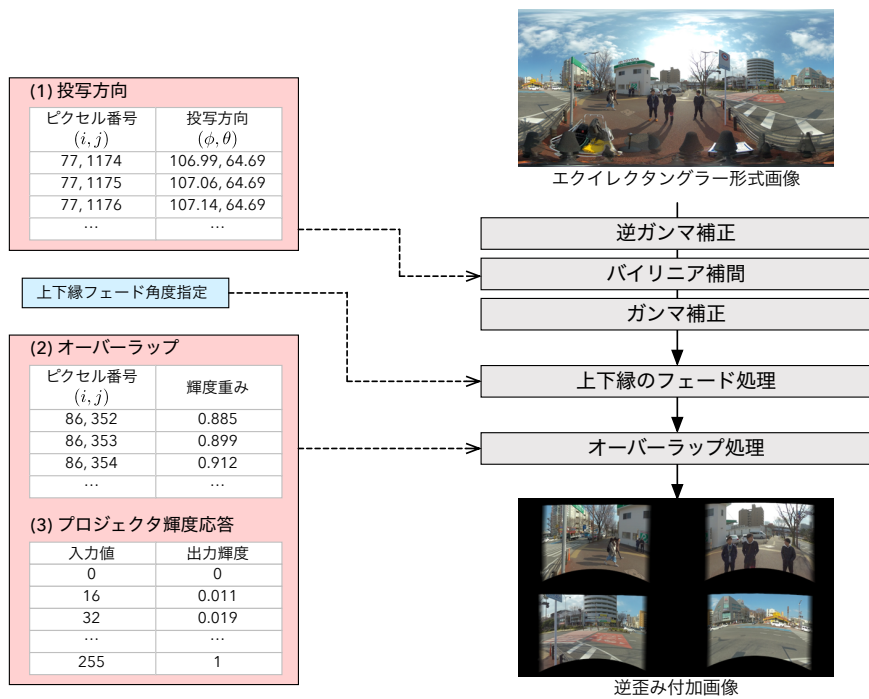 (1) 投写方向
ピクセル番号 投写方向
(i, j) (ϕ, θ)
77, 1174 106.99, 64.69
77, 1175 107.06, 64.69
77, 1176 107.14, 64.69
… …
上下縁フェード角度指定
(2) オーバーラップ
ピクセル番号 輝度重み
(i, j)
86, 352 0.885
86, 353 0.899
86, 354 0.912
… …
(3) プロジェクタ輝度応答
入力値 出力輝度
0 0
16 0.011
32 0.019
… …
255 1
エクイレクタングラー形式画像
逆ガンマ補正
バイリニア補間
ガンマ補正
上下縁のフェード処理
オーバーラップ処理
逆歪み付加画像